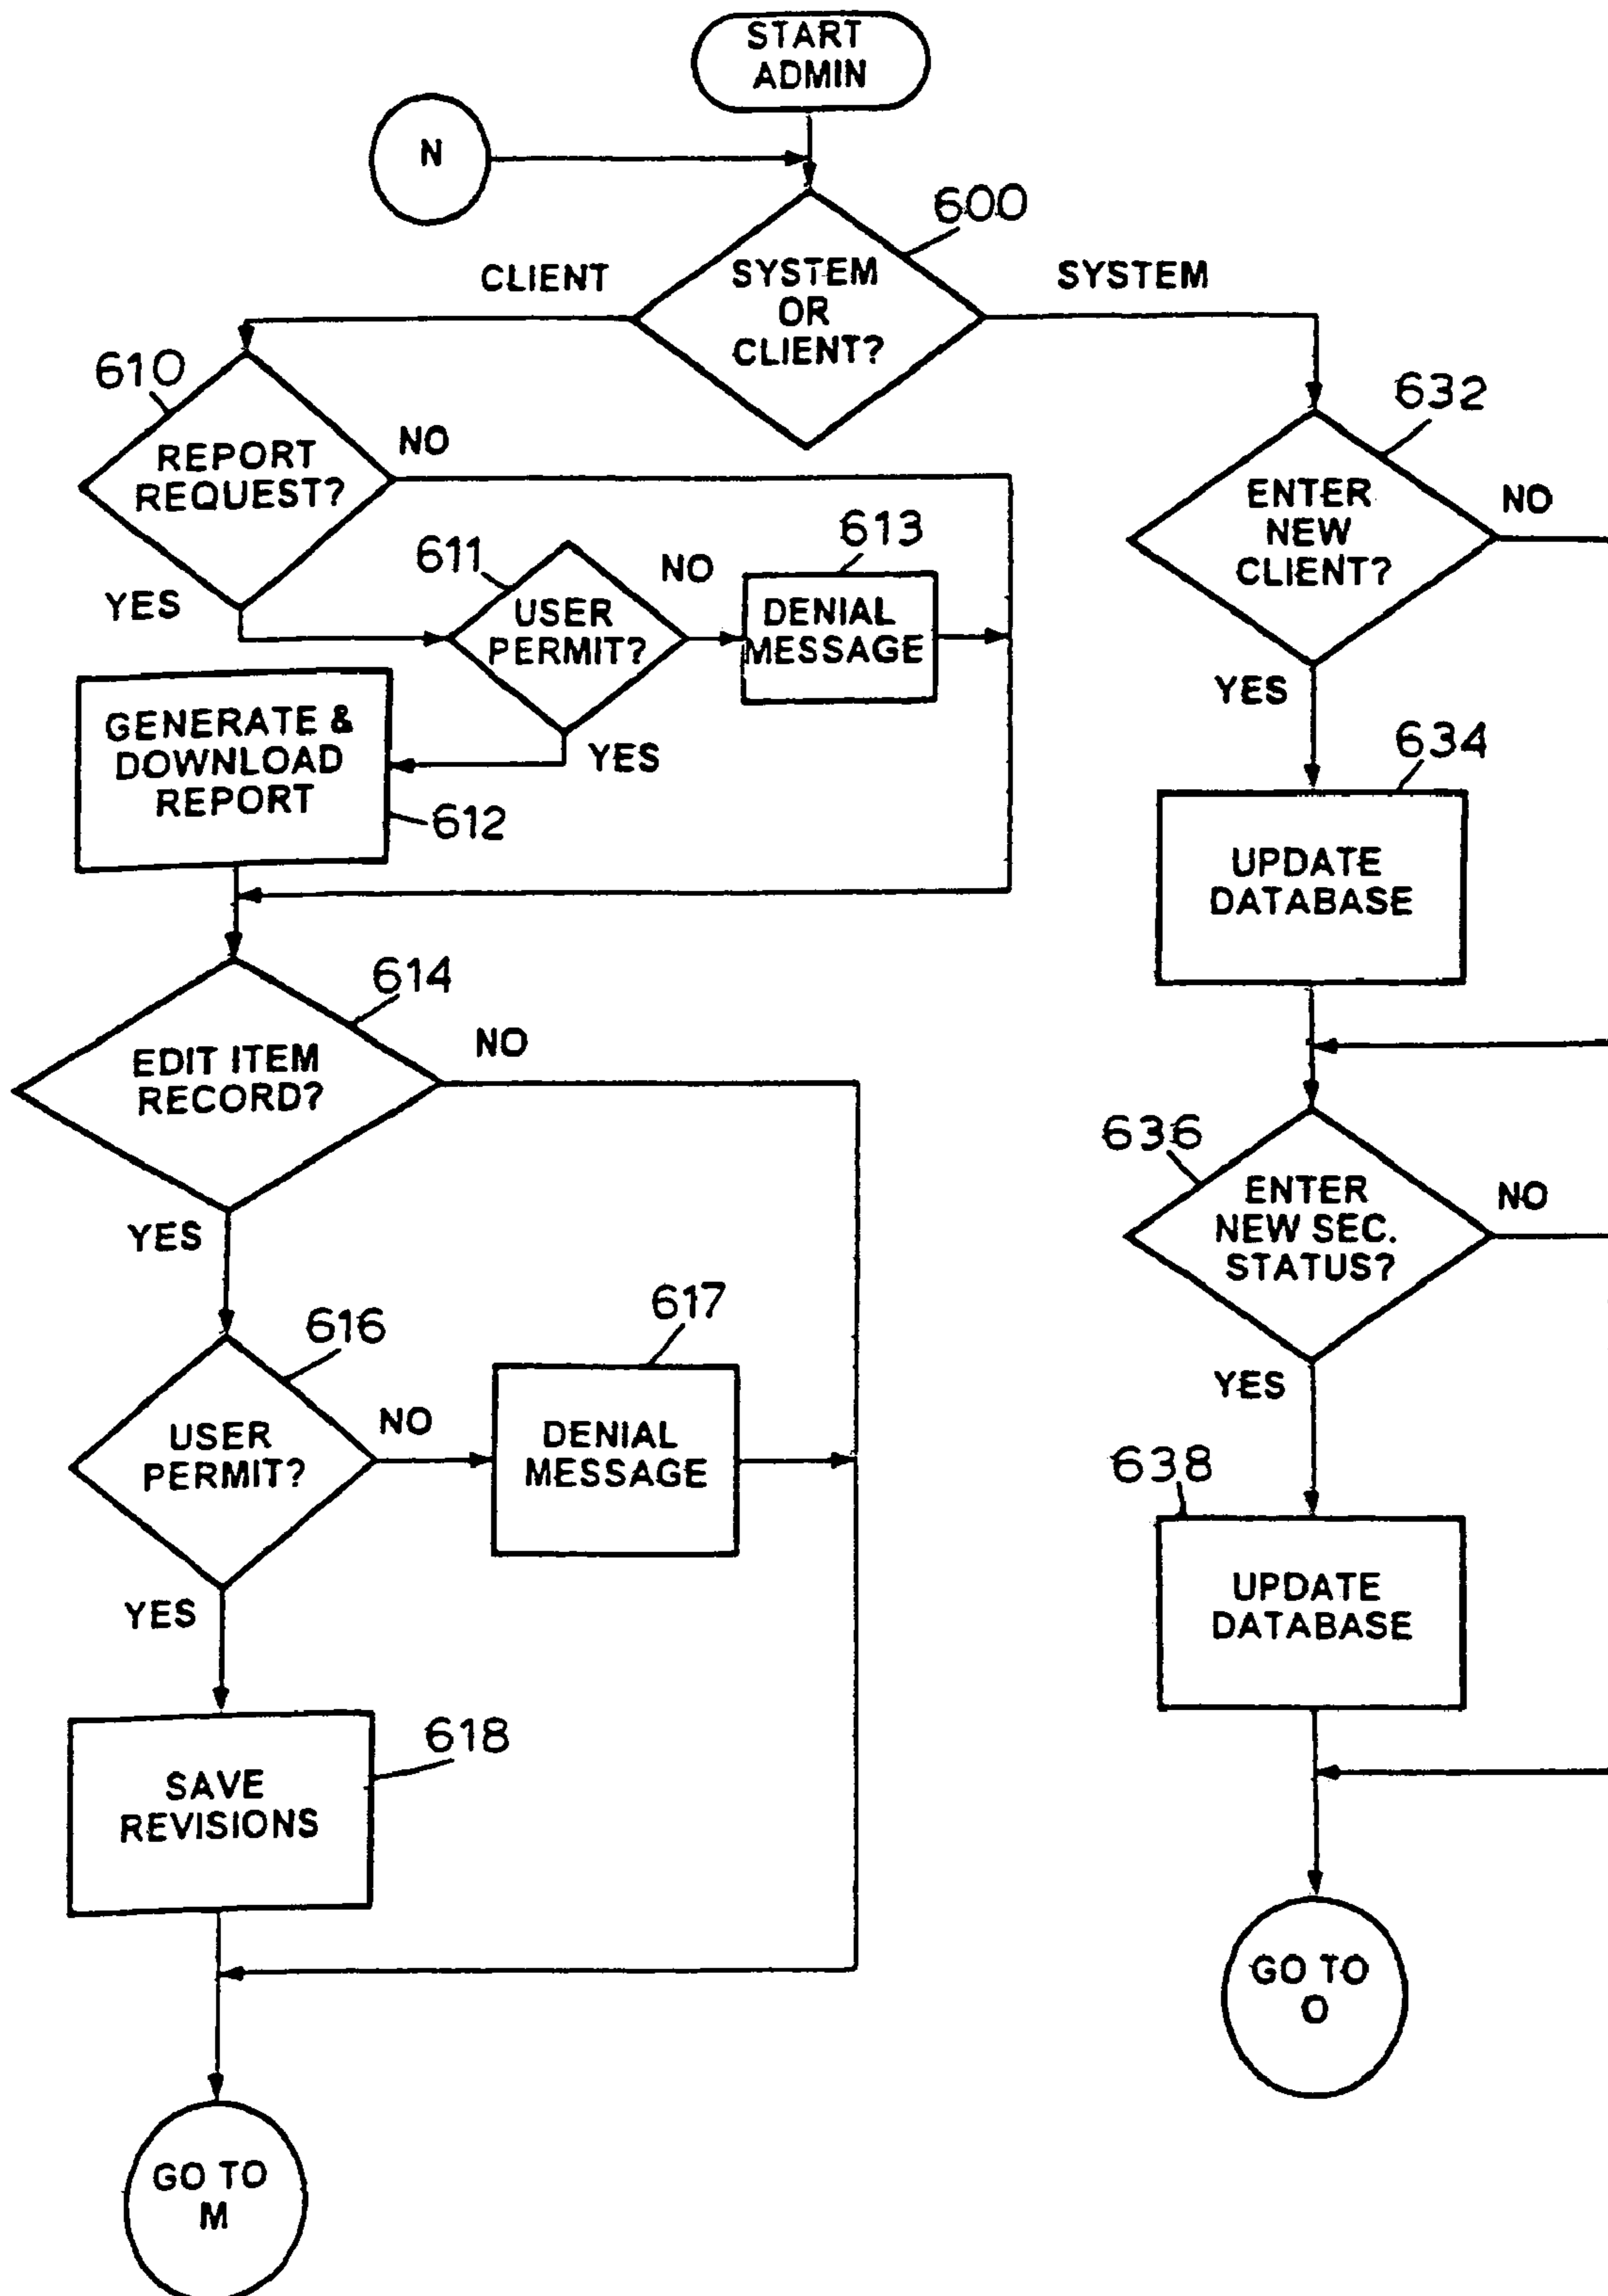 START
ADMIN
N
600
CLIENT
SYSTEM
OR
CLIENT?
SYSTEM
610
REPORT
REQUEST?
NO
YES
611
USER
PERMIT?
NO
613
DENIAL
MESSAGE
YES
GENERATE &
DOWNLOAD
REPORT
612
614
EDIT ITEM
RECORD?
NO
YES
616
USER
PERMIT?
NO
617
DENIAL
MESSAGE
YES
618
SAVE
REVISIONS
GO TO
M
632
ENTER
NEW
CLIENT?
NO
YES
634
UPDATE
DATABASE
636
ENTER
NEW SEC.
STATUS?
NO
YES
638
UPDATE
DATABASE
GO TO
O